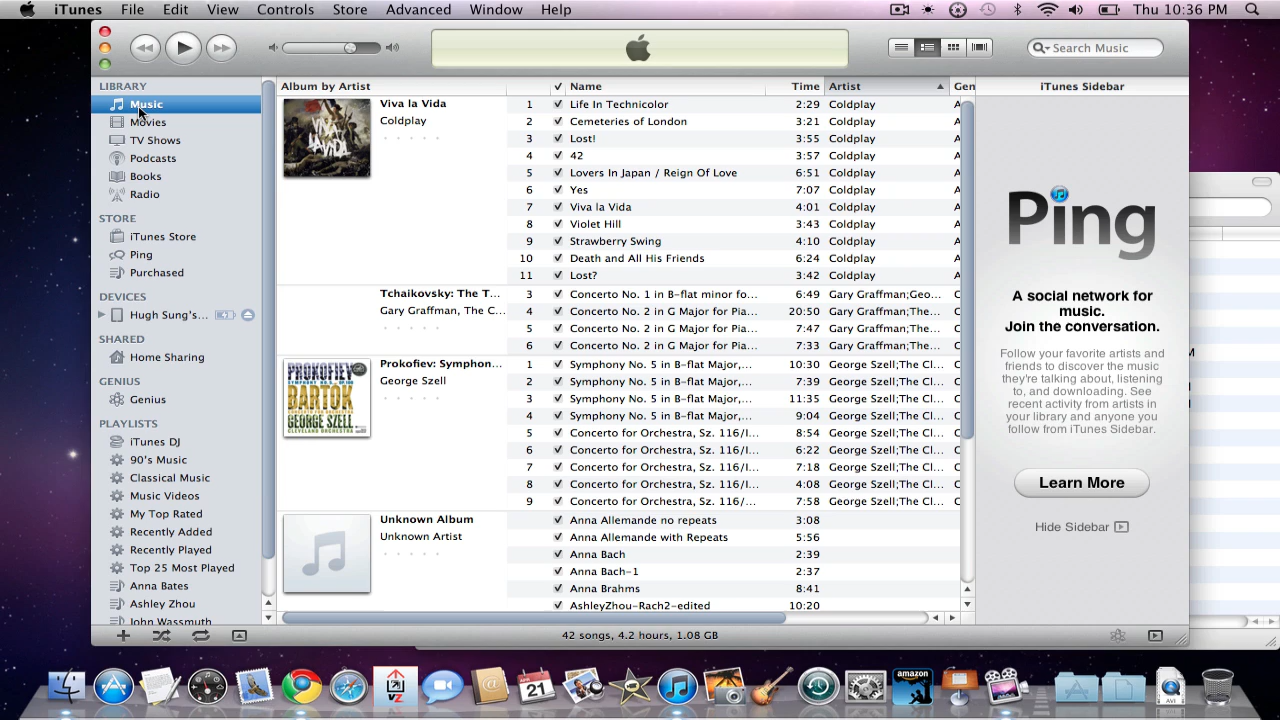 iTunes File Edit View Controls Store Advanced Window Help Thu 10:36 PM
Search Music
LIBRARY
Music
Movies
TV Shows
Podcasts
Books
Radio
STORE
iTunes Store
Ping
Purchased
DEVICES
Hugh Sung's...
SHARED
Home Sharing
GENIUS
Genius
PLAYLISTS
iTunes DJ
90's Music
Classical Music
Music Videos
My Top Rated
Recently Added
Recently Played
Top 25 Most Played
Anna Bates
Ashley Zhou
John Wassmuth
Album by Artist Name Time Artist Gen
Viva la Vida
Coldplay
1 Life In Technicolor 2:29 Coldplay A
2 Cemeteries of London 3:21 Coldplay A
3 Lost! 3:55 Coldplay A
4 42 3:57 Coldplay A
5 Lovers In Japan / Reign Of Love 6:51 Coldplay A
6 Yes 7:07 Coldplay A
7 Viva la Vida 4:01 Coldplay A
8 Violet Hill 3:43 Coldplay A
9 Strawberry Swing 4:10 Coldplay A
10 Death and All His Friends 6:24 Coldplay A
11 Lost? 3:42 Coldplay A
Tchaikovsky: The T...
Gary Graffman, The C...
3 Concerto No. 1 in B-flat minor fo... 6:49 Gary Graffman;Geo... C
4 Concerto No. 2 in G Major for Pia... 20:50 Gary Graffman;The... C
5 Concerto No. 2 in G Major for Pia... 7:47 Gary Graffman;The... C
6 Concerto No. 2 in G Major for Pia... 7:33 Gary Graffman;The... C
Prokofiev: Symphon...
George Szell
PROKOFIEV
BARTOK
GEORGE SZELL
1 Symphony No. 5 in B-flat Major,... 10:30 George Szell;The Cl... C
2 Symphony No. 5 in B-flat Major,... 7:39 George Szell;The Cl... C
3 Symphony No. 5 in B-flat Major,... 11:35 George Szell;The Cl... C
4 Symphony No. 5 in B-flat Major,... 9:04 George Szell;The Cl... C
5 Concerto for Orchestra, Sz. 116/I... 8:54 George Szell;The Cl... C
6 Concerto for Orchestra, Sz. 116/I... 6:22 George Szell;The Cl... C
7 Concerto for Orchestra, Sz. 116/I... 7:18 George Szell;The Cl... C
8 Concerto for Orchestra, Sz. 116/I... 4:08 George Szell;The Cl... C
9 Concerto for Orchestra, Sz. 116/... 7:58 George Szell;The Cl... C
Unknown Album
Unknown Artist
Anna Allemande no repeats 3:08
Anna Allemande with Repeats 5:56
Anna Bach 2:39
Anna Bach-1 2:37
Anna Brahms 8:41
AshleyZhou-Rach2-edited 10:20
iTunes Sidebar
Ping
A social network for
music.
Join the conversation.
Follow your favorite artists and
friends to discover the music
they're talking about, listening
to, and downloading. See
recent activity from artists in
your library and anyone you
follow from iTunes Sidebar.
Learn More
Hide Sidebar
42 songs, 4.2 hours, 1.08 GB
APR
21
amazon
AVI